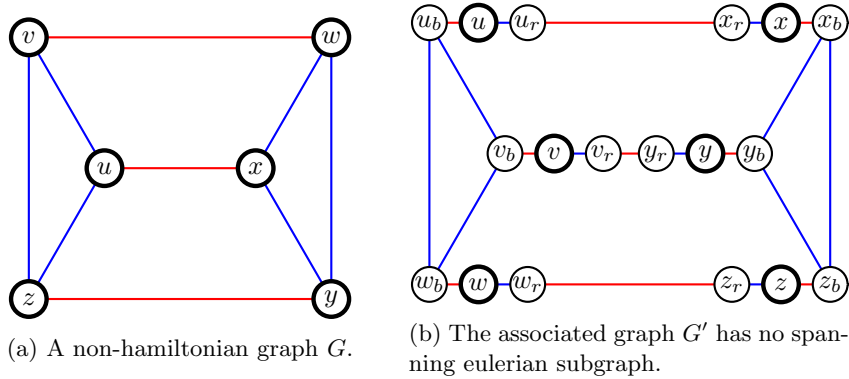 v w
u x
z y
(a) A non-hamiltonian graph G.
u_b u u_r x_r x x_b
v_b v v_r y_r y y_b
w_b w w_r z_r z z_b
(b) The associated graph G′ has no span-
ning eulerian subgraph.